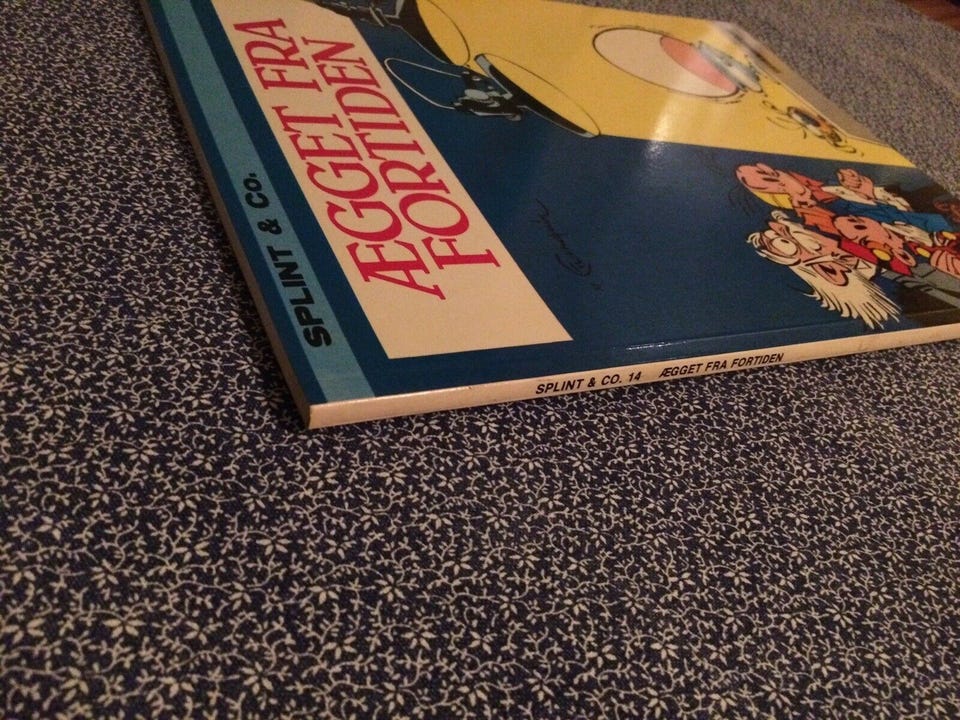 SPLINT & CO.
ÆGGET FRA
FORTIDEN
SPLINT & CO. 14 ÆGGET FRA FORTIDEN